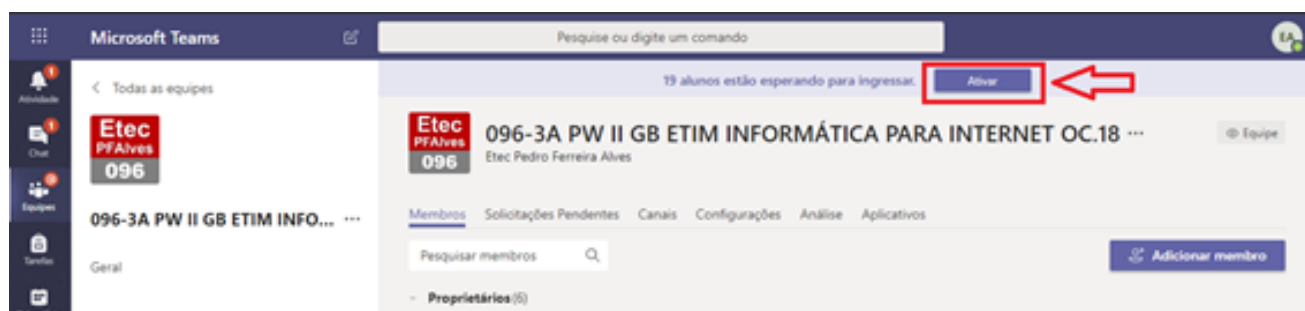 Microsoft Teams
Pesquise ou digite um comando
EA
Atividade
Chat
Equipes
Tarefas
Todas as equipes
Etec
PFAlves
096
096-3A PW II GB ETIM INFO... ···
Geral
19 alunos estão esperando para ingressar.
Ativar
Etec
PFAlves
096
096-3A PW II GB ETIM INFORMÁTICA PARA INTERNET OC.18 ···
Etec Pedro Ferreira Alves
Equipe
Membros Solicitações Pendentes Canais Configurações Análise Aplicativos
Pesquisar membros
Adicionar membro
Proprietários (6)